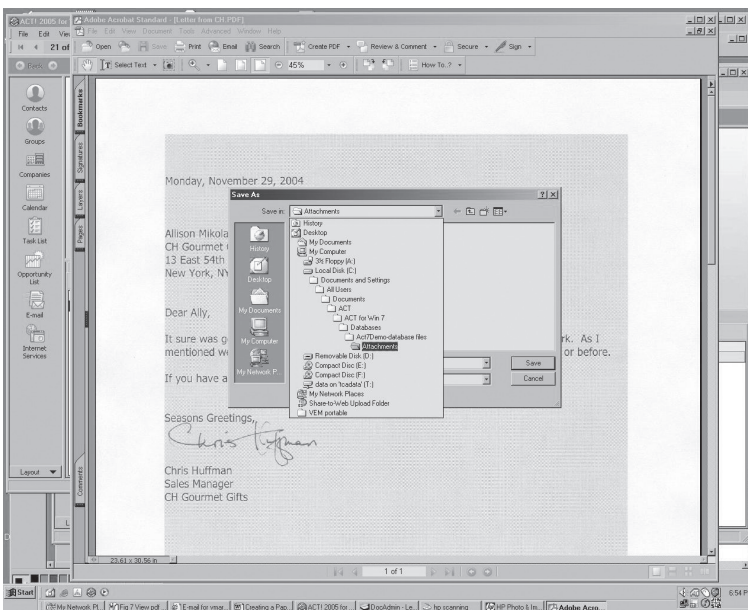 ACT! 2005 for
Adobe Acrobat Standard - [Letter from CH.PDF]
File Edit View
File Edit View Document Tools Advanced Window Help
21 of
Open Save Print Email Search Create PDF Review & Comment Secure Sign
Back
Select Text 45% How To..?
Contacts
Groups
Companies
Calendar
Task List
Opportunity List
E-mail
Internet Services
Layout
Bookmarks
Signatures
Layers
Pages
Comments
Monday, November 29, 2004
Allison Mikola
CH Gourmet
13 East 54th
New York, NY
Dear Ally,
It sure was g rk. As I
mentioned we or before.
If you have a
Seasons Greetings,
Chris Huffman
Chris Huffman
Sales Manager
CH Gourmet Gifts
Save As
Save in: Attachments
History
Desktop
My Documents
My Computer
My Network P...
History
Desktop
My Documents
My Computer
3½ Floppy (A:)
Local Disk (C:)
Documents and Settings
All Users
Documents
ACT
ACT for Win 7
Databases
Act7Demo-database files
Attachments
Removable Disk (D:)
Compact Disc (E:)
Compact Disc (F:)
data on 'tcadata' (T:)
My Network Places
Share-to-Web Upload Folder
VEM portable
Save
Cancel
23.61 x 30.56 in
1 of 1
Start
6:54 P
My Network Pl... Fig 7 View pdf... E-mail for vmar... Creating a Pap... ACT! 2005 for ... DocAdmin - Le... hp scanning HP Photo & Im... Adobe Acro...